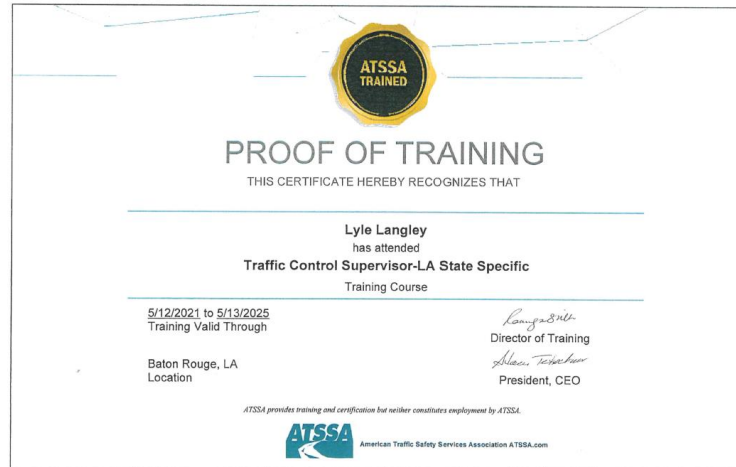 ATSSA
TRAINED
PROOF OF TRAINING
THIS CERTIFICATE HEREBY RECOGNIZES THAT
Lyle Langley
has attended
Traffic Control Supervisor-LA State Specific
Training Course
5/12/2021 to 5/13/2025
Training Valid Through
Director of Training
Baton Rouge, LA
Location
President, CEO
ATSSA provides training and certification but neither constitutes employment by ATSSA.
ATSSA
American Traffic Safety Services Association ATSSA.com